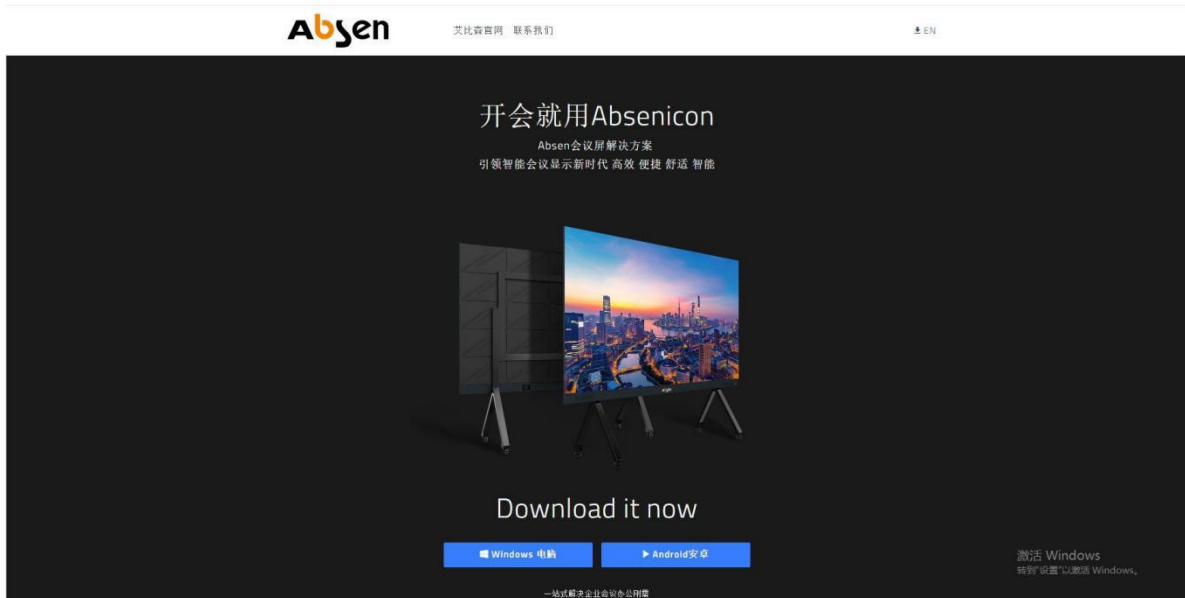 Absen
艾比森官网 联系我们
EN
开会就用Absenicon
Absen会议屏解决方案
引领智能会议显示新时代 高效 便捷 舒适 智能
Download it now
Windows 电脑
Android安卓
一站式解决企业会议办公刚需
激活 Windows
转到"设置"以激活 Windows。